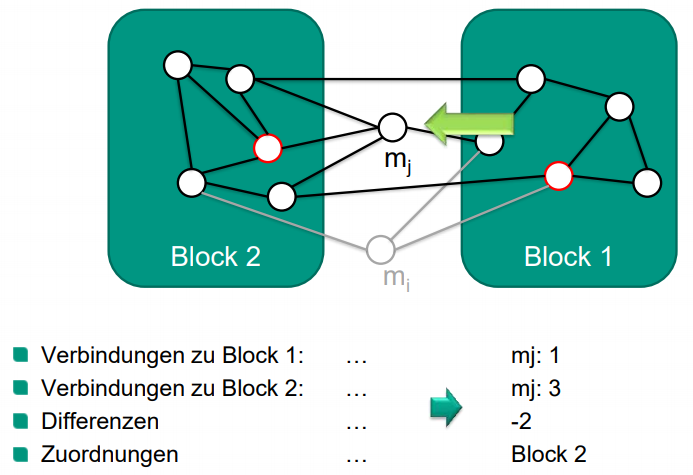 mj
Block 2
Block 1
mi
Verbindungen zu Block 1: … mj: 1
Verbindungen zu Block 2: … mj: 3
Differenzen … -2
Zuordnungen … Block 2